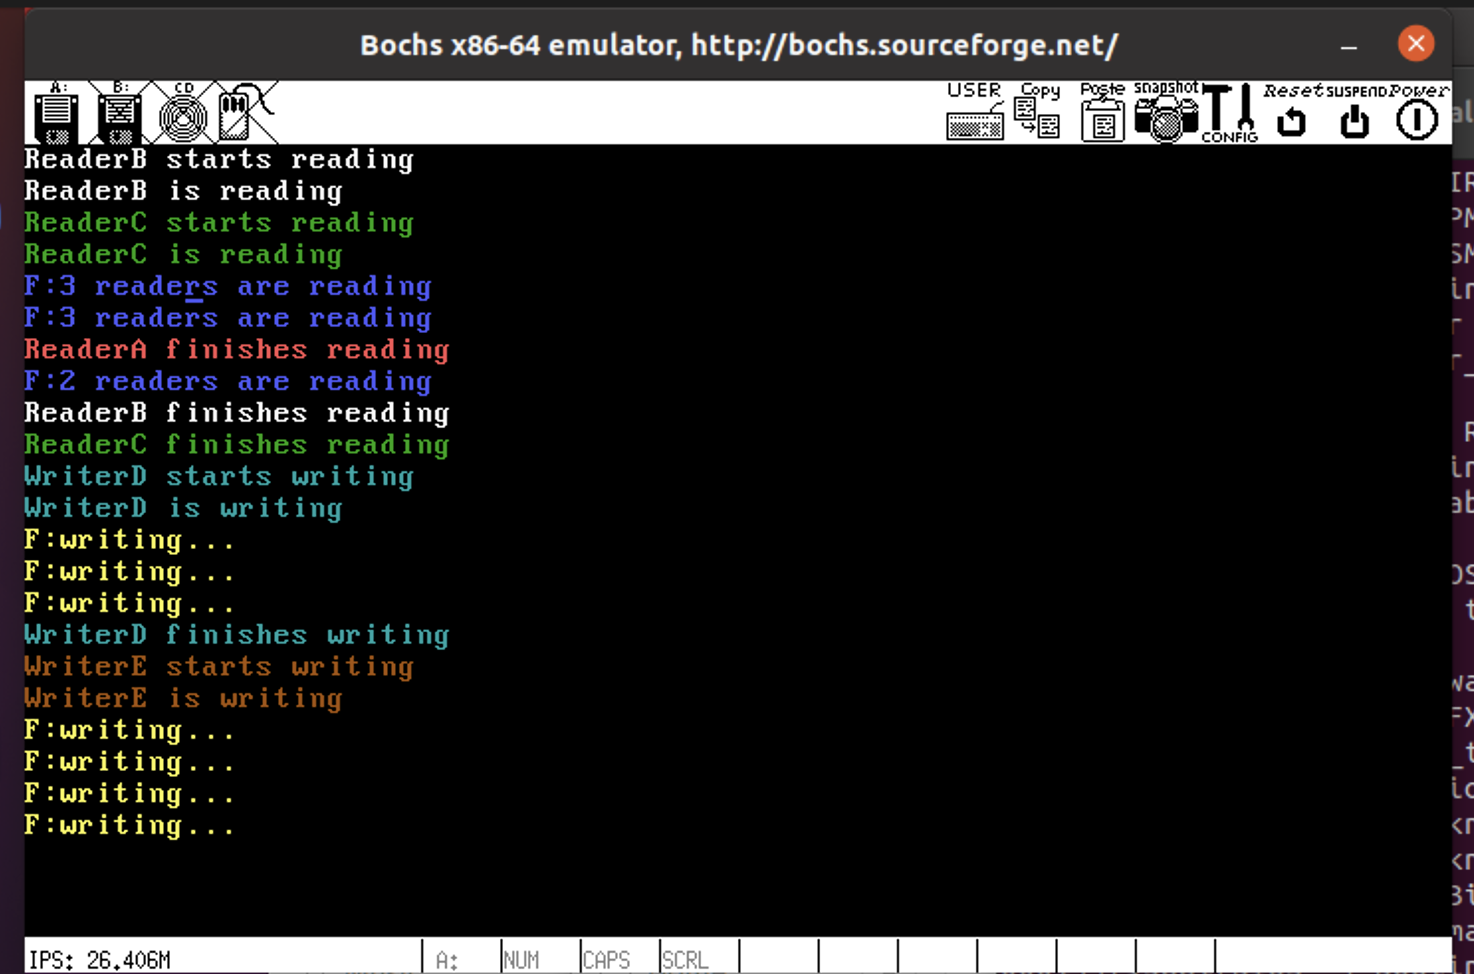 Bochs x86-64 emulator, http://bochs.sourceforge.net/
A: B: CD USER Copy Paste snapshot CONFIG Reset SUSPEND Power
ReaderB starts reading
ReaderB is reading
ReaderC starts reading
ReaderC is reading
F:3 readers are reading
F:3 readers are reading
ReaderA finishes reading
F:2 readers are reading
ReaderB finishes reading
ReaderC finishes reading
WriterD starts writing
WriterD is writing
F:writing...
F:writing...
F:writing...
WriterD finishes writing
WriterE starts writing
WriterE is writing
F:writing...
F:writing...
F:writing...
F:writing...
IPS: 26.406M A: NUM CAPS SCRL